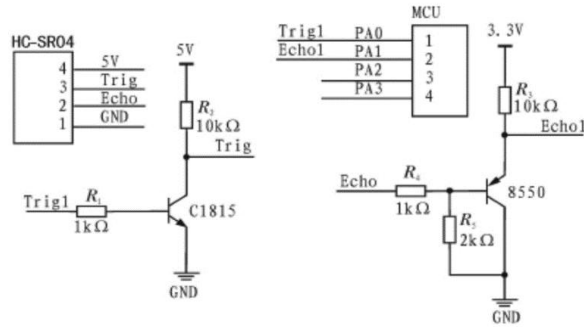 HC-SR04
4 5V
3 Trig
2 Echo
1 GND
5V
R2
10kΩ
Trig
Trig1
R1
1kΩ
C1815
GND
MCU
Trig1 PA0 1
Echo1 PA1 2
PA2 3
PA3 4
3.3V
R3
10kΩ
Echo1
Echo
R4
1kΩ
8550
R5
2kΩ
GND